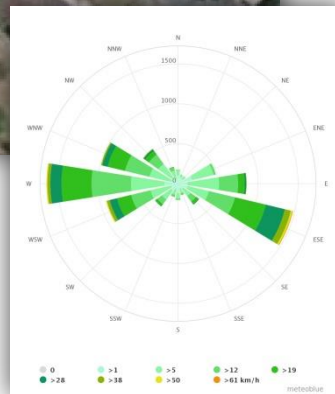 N
NNW
NNE
1500
NW
NE
1000
WNW
ENE
500
W
0
E
WSW
ESE
SW
SE
SSW
SSE
S
0
>1
>5
>12
>19
>28
>38
>50
>61 km/h
meteoblue